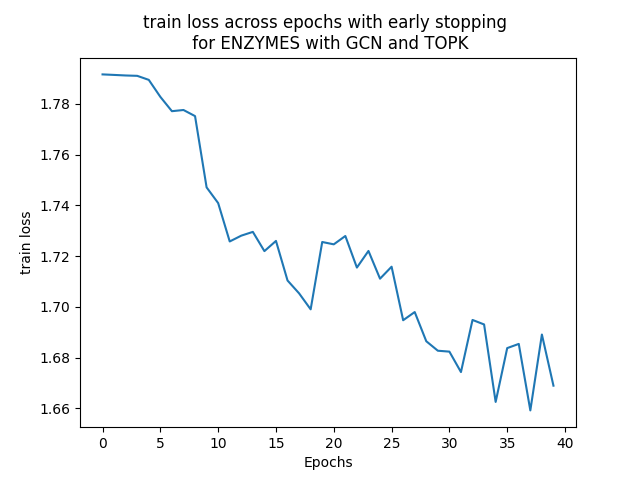 train loss across epochs with early stopping
for ENZYMES with GCN and TOPK
1.78
1.76
1.74
1.72
1.70
1.68
1.66
train loss
0 5 10 15 20 25 30 35 40
Epochs